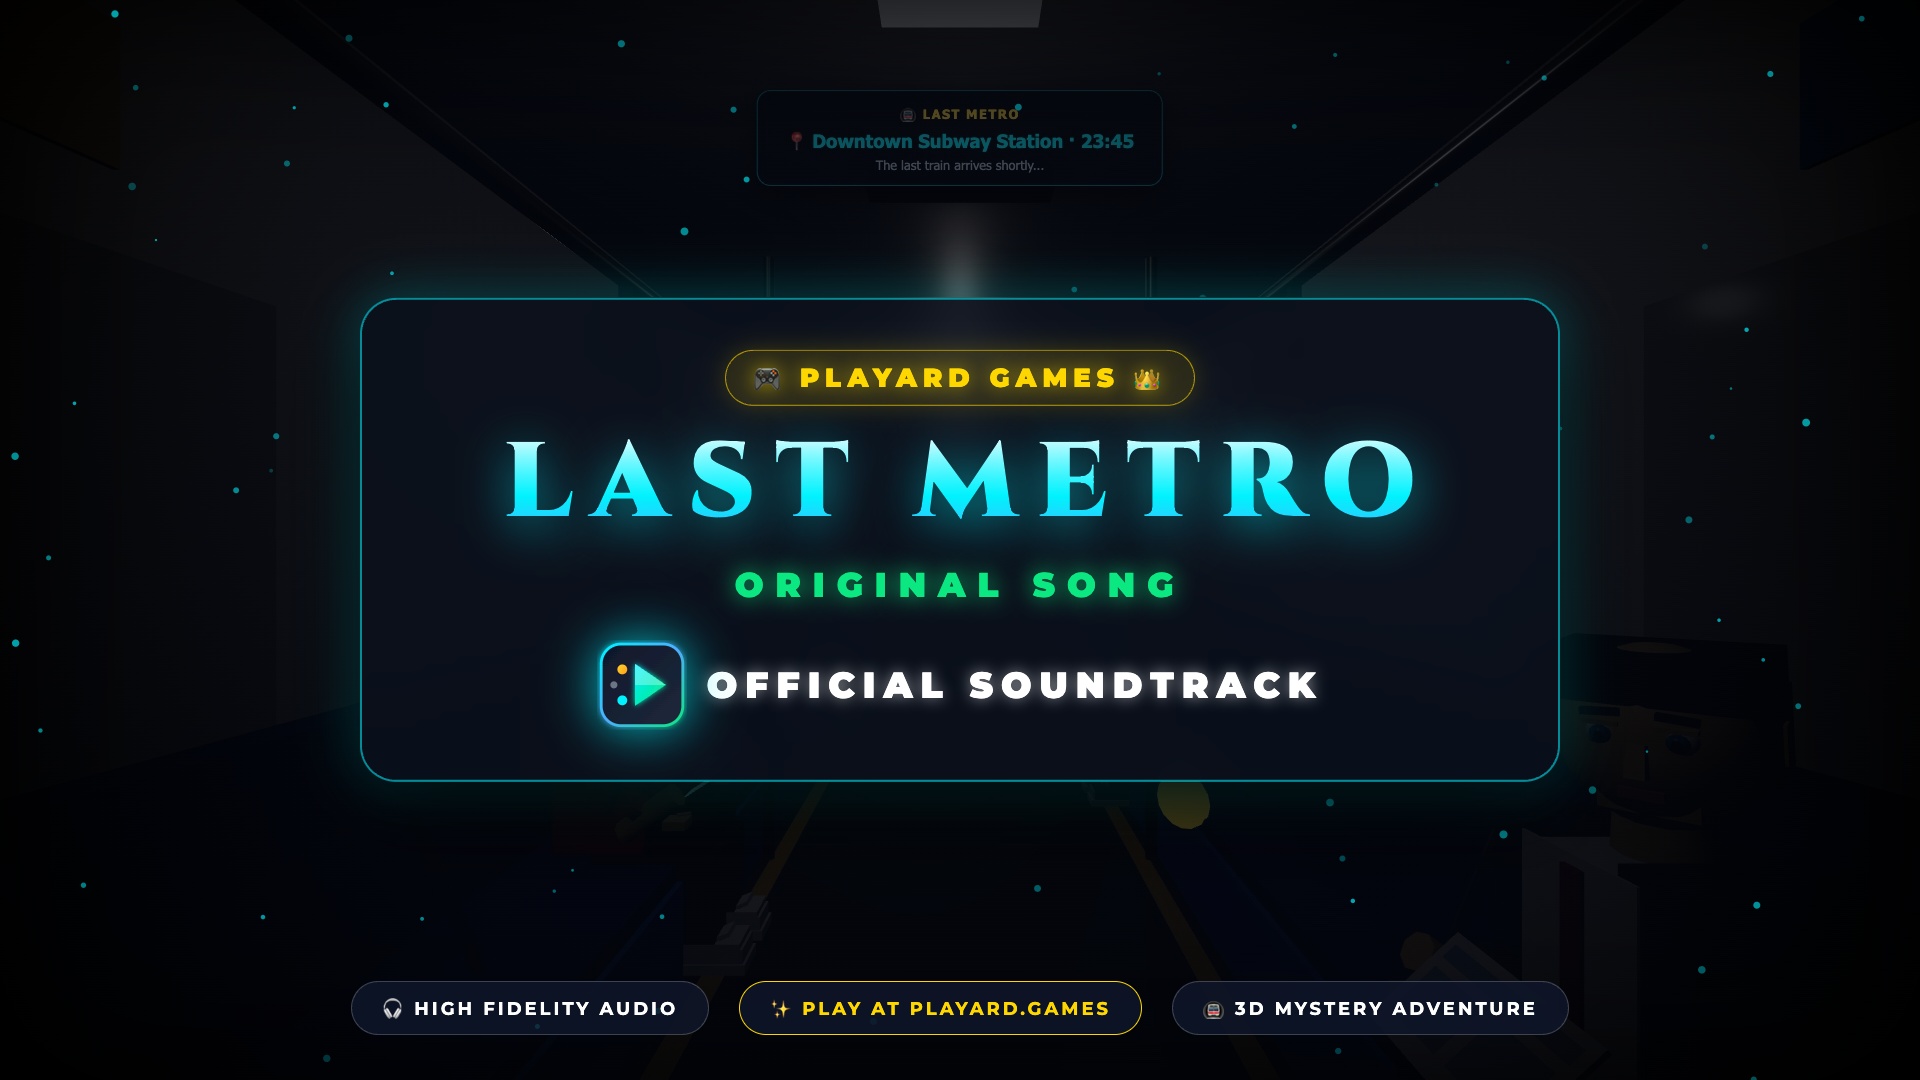 LAST METRO
Downtown Subway Station · 23:45
The last train arrives shortly...
PLAYARD GAMES
LAST METRO
ORIGINAL SONG
OFFICIAL SOUNDTRACK
HIGH FIDELITY AUDIO
PLAY AT PLAYARD.GAMES
3D MYSTERY ADVENTURE